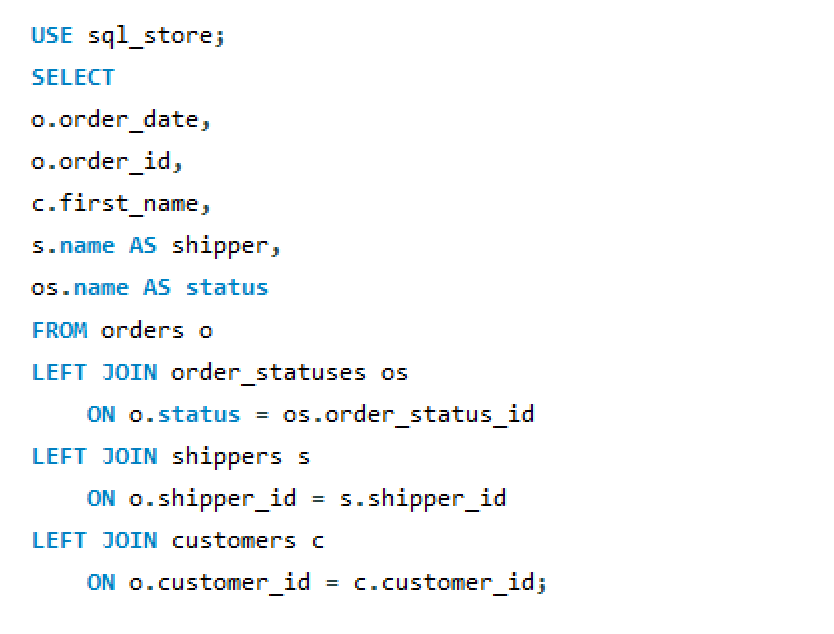 USE sql_store;
SELECT
o.order_date,
o.order_id,
c.first_name,
s.name AS shipper,
os.name AS status
FROM orders o
LEFT JOIN order_statuses os
    ON o.status = os.order_status_id
LEFT JOIN shippers s
    ON o.shipper_id = s.shipper_id
LEFT JOIN customers c
    ON o.customer_id = c.customer_id;